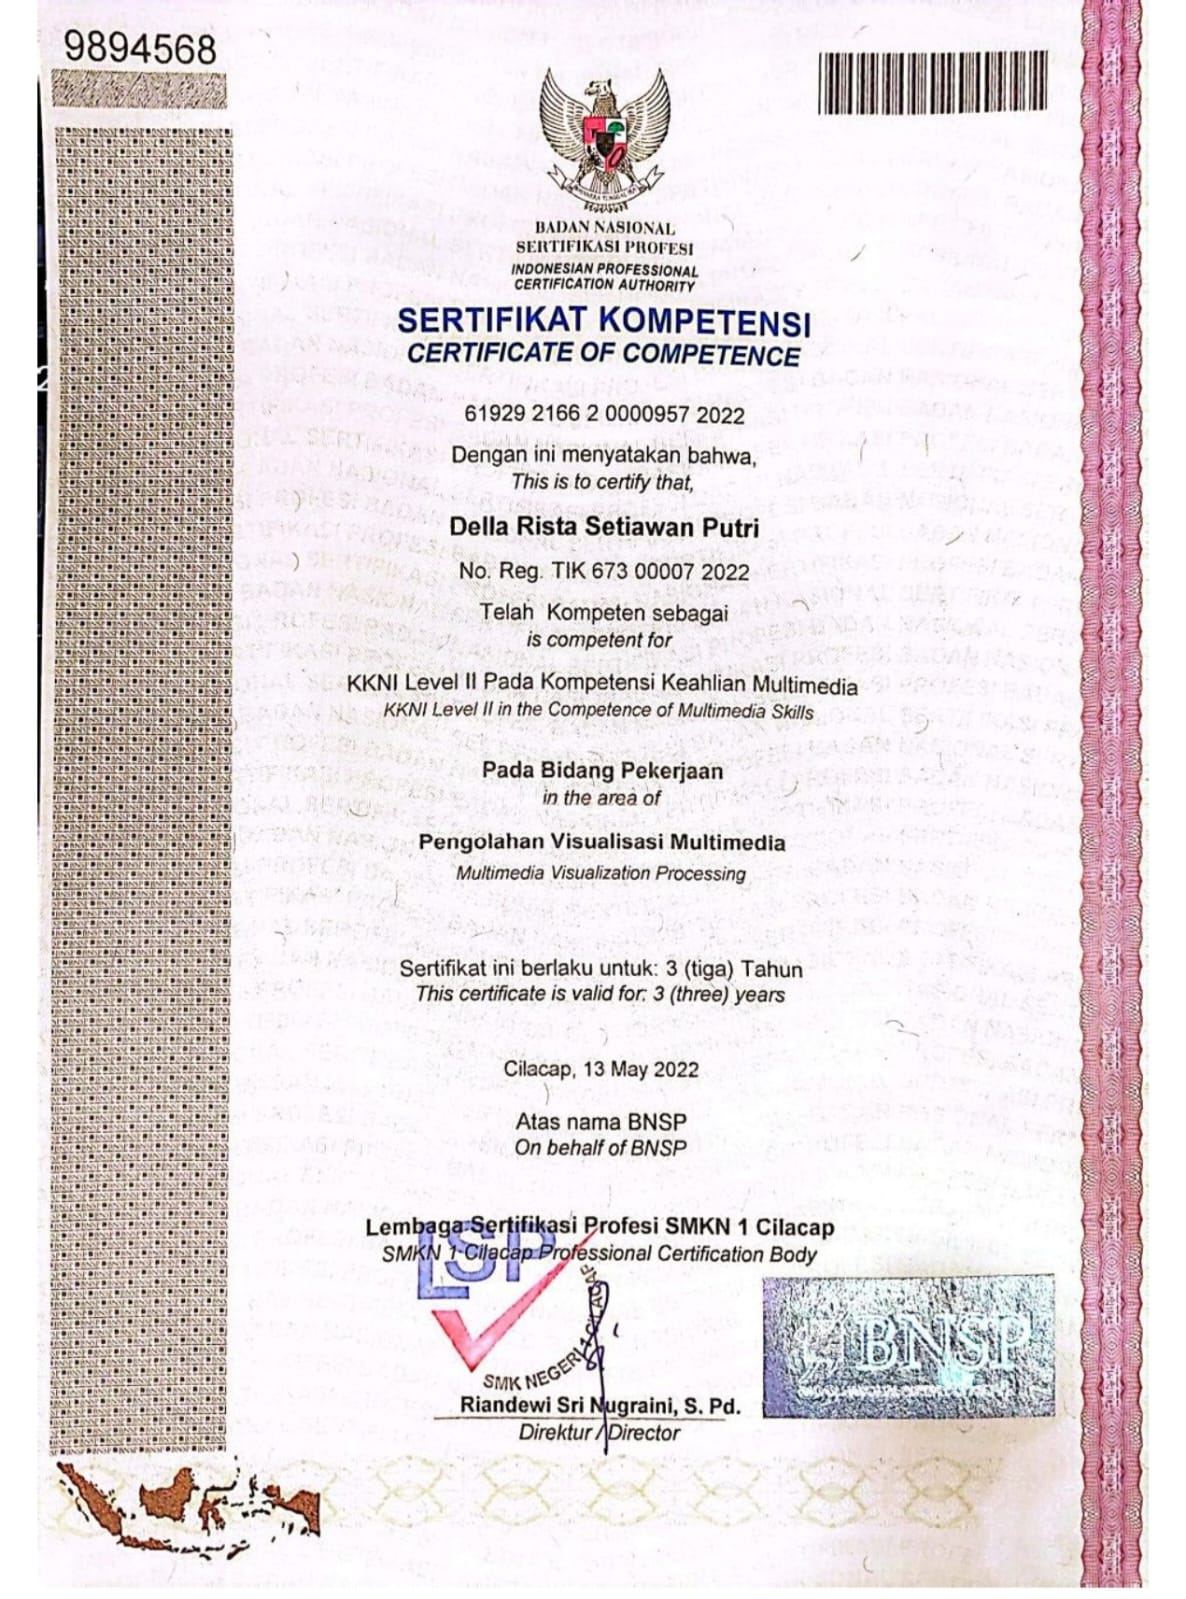 9894568
BADAN NASIONAL
SERTIFIKASI PROFESI
INDONESIAN PROFESSIONAL
CERTIFICATION AUTHORITY
SERTIFIKAT KOMPETENSI
CERTIFICATE OF COMPETENCE
61929 2166 2 0000957 2022
Dengan ini menyatakan bahwa,
This is to certify that,
Della Rista Setiawan Putri
No. Reg. TIK 673 00007 2022
Telah Kompeten sebagai
is competent for
KKNI Level II Pada Kompetensi Keahlian Multimedia
KKNI Level II in the Competence of Multimedia Skills
Pada Bidang Pekerjaan
in the area of
Pengolahan Visualisasi Multimedia
Multimedia Visualization Processing
Sertifikat ini berlaku untuk: 3 (tiga) Tahun
This certificate is valid for: 3 (three) years
Cilacap, 13 May 2022
Atas nama BNSP
On behalf of BNSP
Lembaga Sertifikasi Profesi SMKN 1 Cilacap
SMKN 1 Cilacap Professional Certification Body
LSP
SMK NEGERI 1 CILACAP
BNSP
Riandewi Sri Nugraini, S. Pd.
Direktur / Director